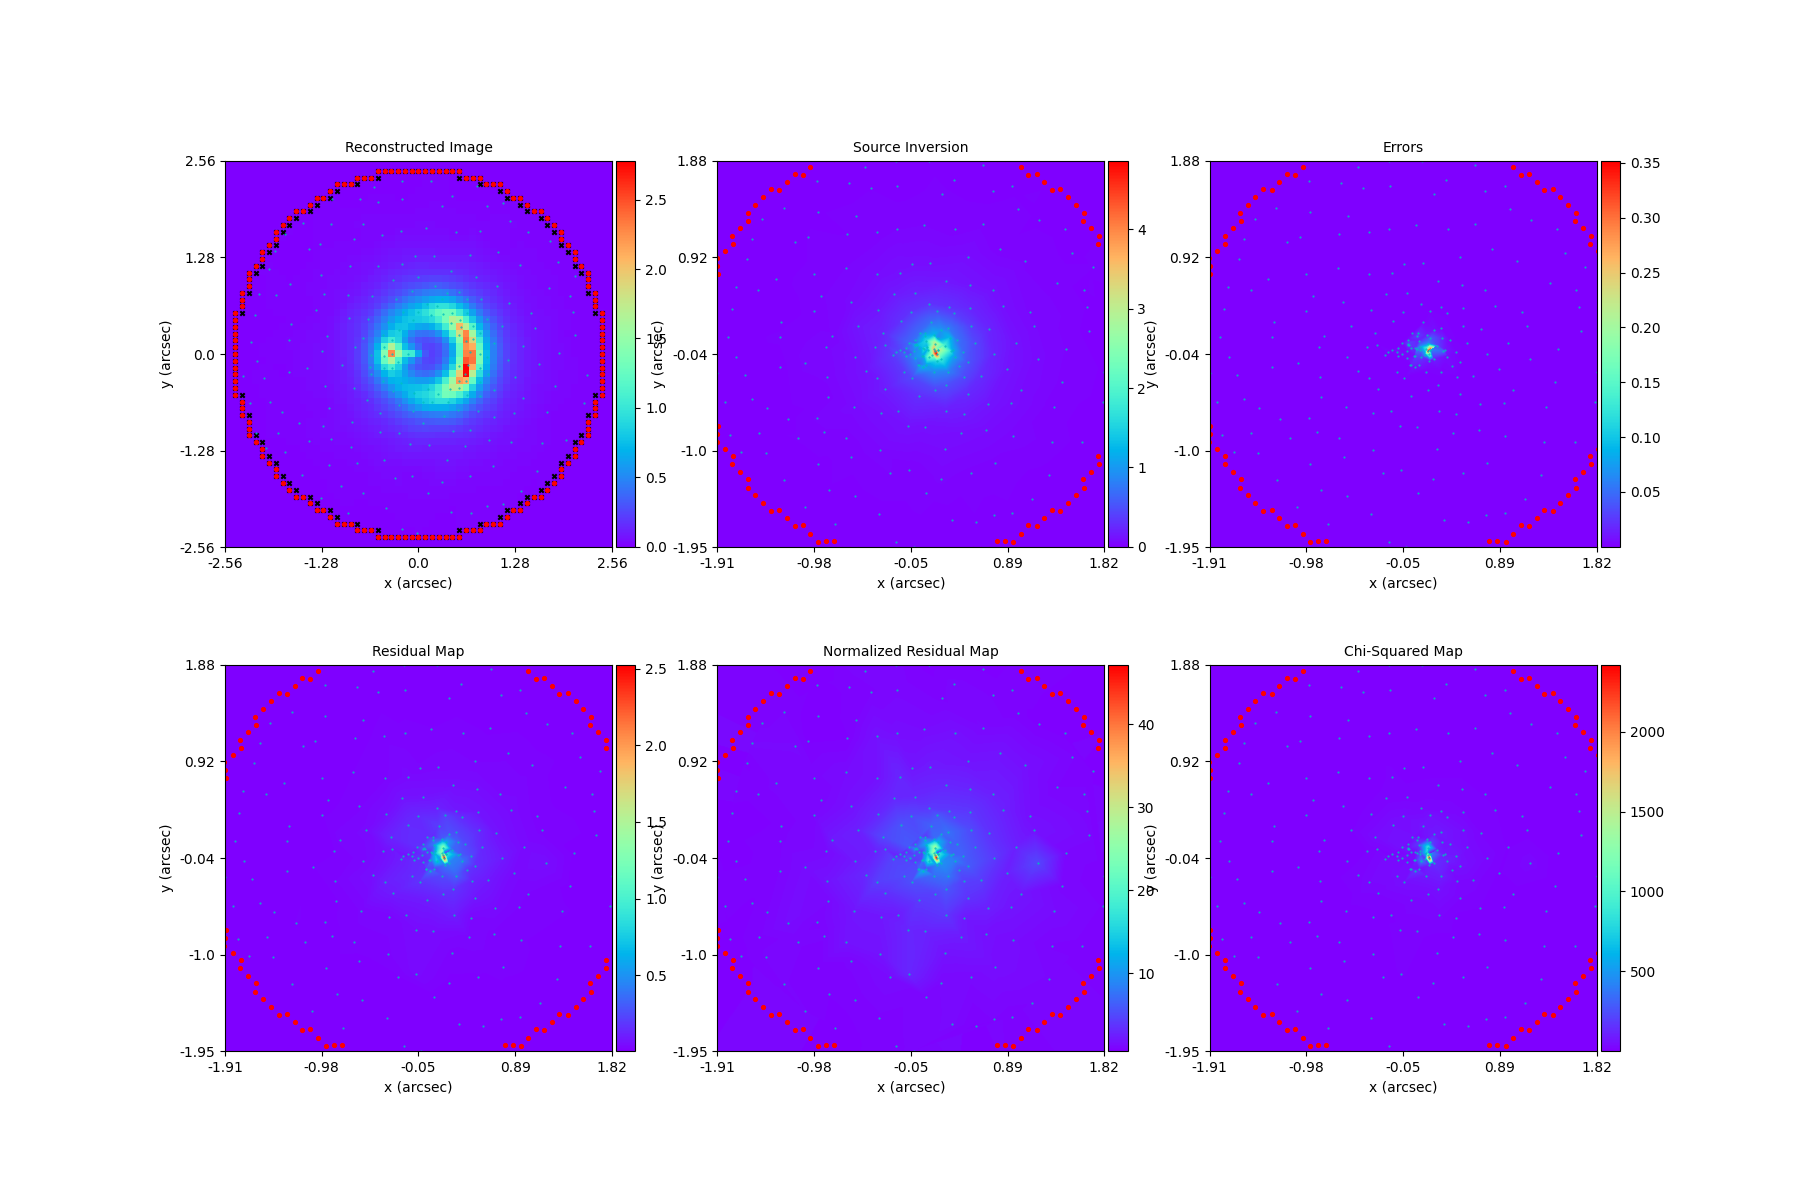 Reconstructed Image
2.56
1.28
0.0
-1.28
-2.56
y (arcsec)
-2.56 -1.28 0.0 1.28 2.56
x (arcsec)
2.5
2.0
1.5
1.0
0.5
0.0
Source Inversion
1.88
0.92
-0.04
-1.0
-1.95
y (arcsec)
-1.91 -0.98 -0.05 0.89 1.82
x (arcsec)
4
3
2
1
0
Errors
1.88
0.92
-0.04
-1.0
-1.95
y (arcsec)
-1.91 -0.98 -0.05 0.89 1.82
x (arcsec)
0.35
0.30
0.25
0.20
0.15
0.10
0.05
Residual Map
1.88
0.92
-0.04
-1.0
-1.95
y (arcsec)
-1.91 -0.98 -0.05 0.89 1.82
x (arcsec)
2.5
2.0
1.5
1.0
0.5
Normalized Residual Map
1.88
0.92
-0.04
-1.0
-1.95
y (arcsec)
-1.91 -0.98 -0.05 0.89 1.82
x (arcsec)
40
30
20
10
Chi-Squared Map
1.88
0.92
-0.04
-1.0
-1.95
y (arcsec)
-1.91 -0.98 -0.05 0.89 1.82
x (arcsec)
2000
1500
1000
500